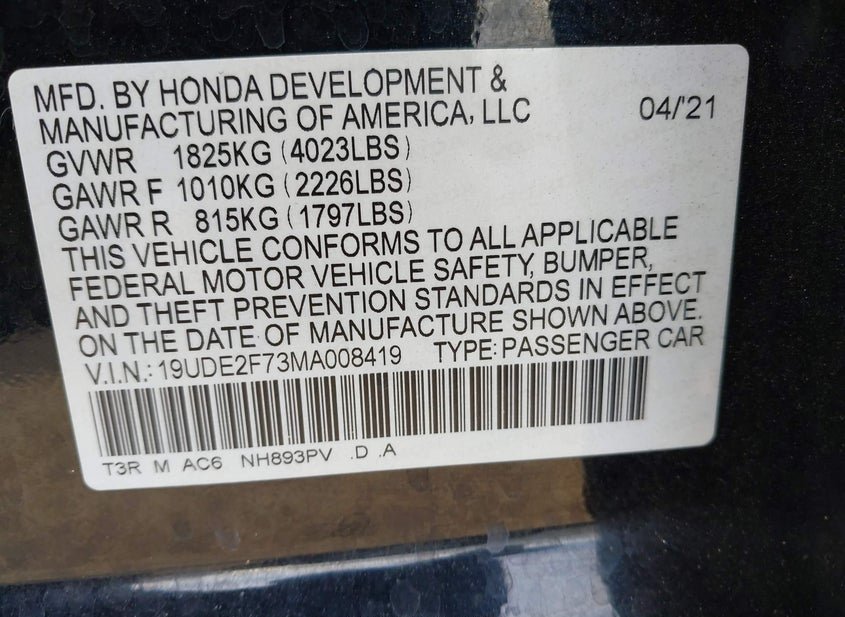 MFD. BY HONDA DEVELOPMENT &
MANUFACTURING OF AMERICA, LLC 04/'21
GVWR 1825KG (4023LBS)
GAWR F 1010KG (2226LBS)
GAWR R 815KG (1797LBS)
THIS VEHICLE CONFORMS TO ALL APPLICABLE
FEDERAL MOTOR VEHICLE SAFETY, BUMPER,
AND THEFT PREVENTION STANDARDS IN EFFECT
ON THE DATE OF MANUFACTURE SHOWN ABOVE.
V.I.N.: 19UDE2F73MA008419 TYPE: PASSENGER CAR
T3R M AC6 NH893PV .D .A